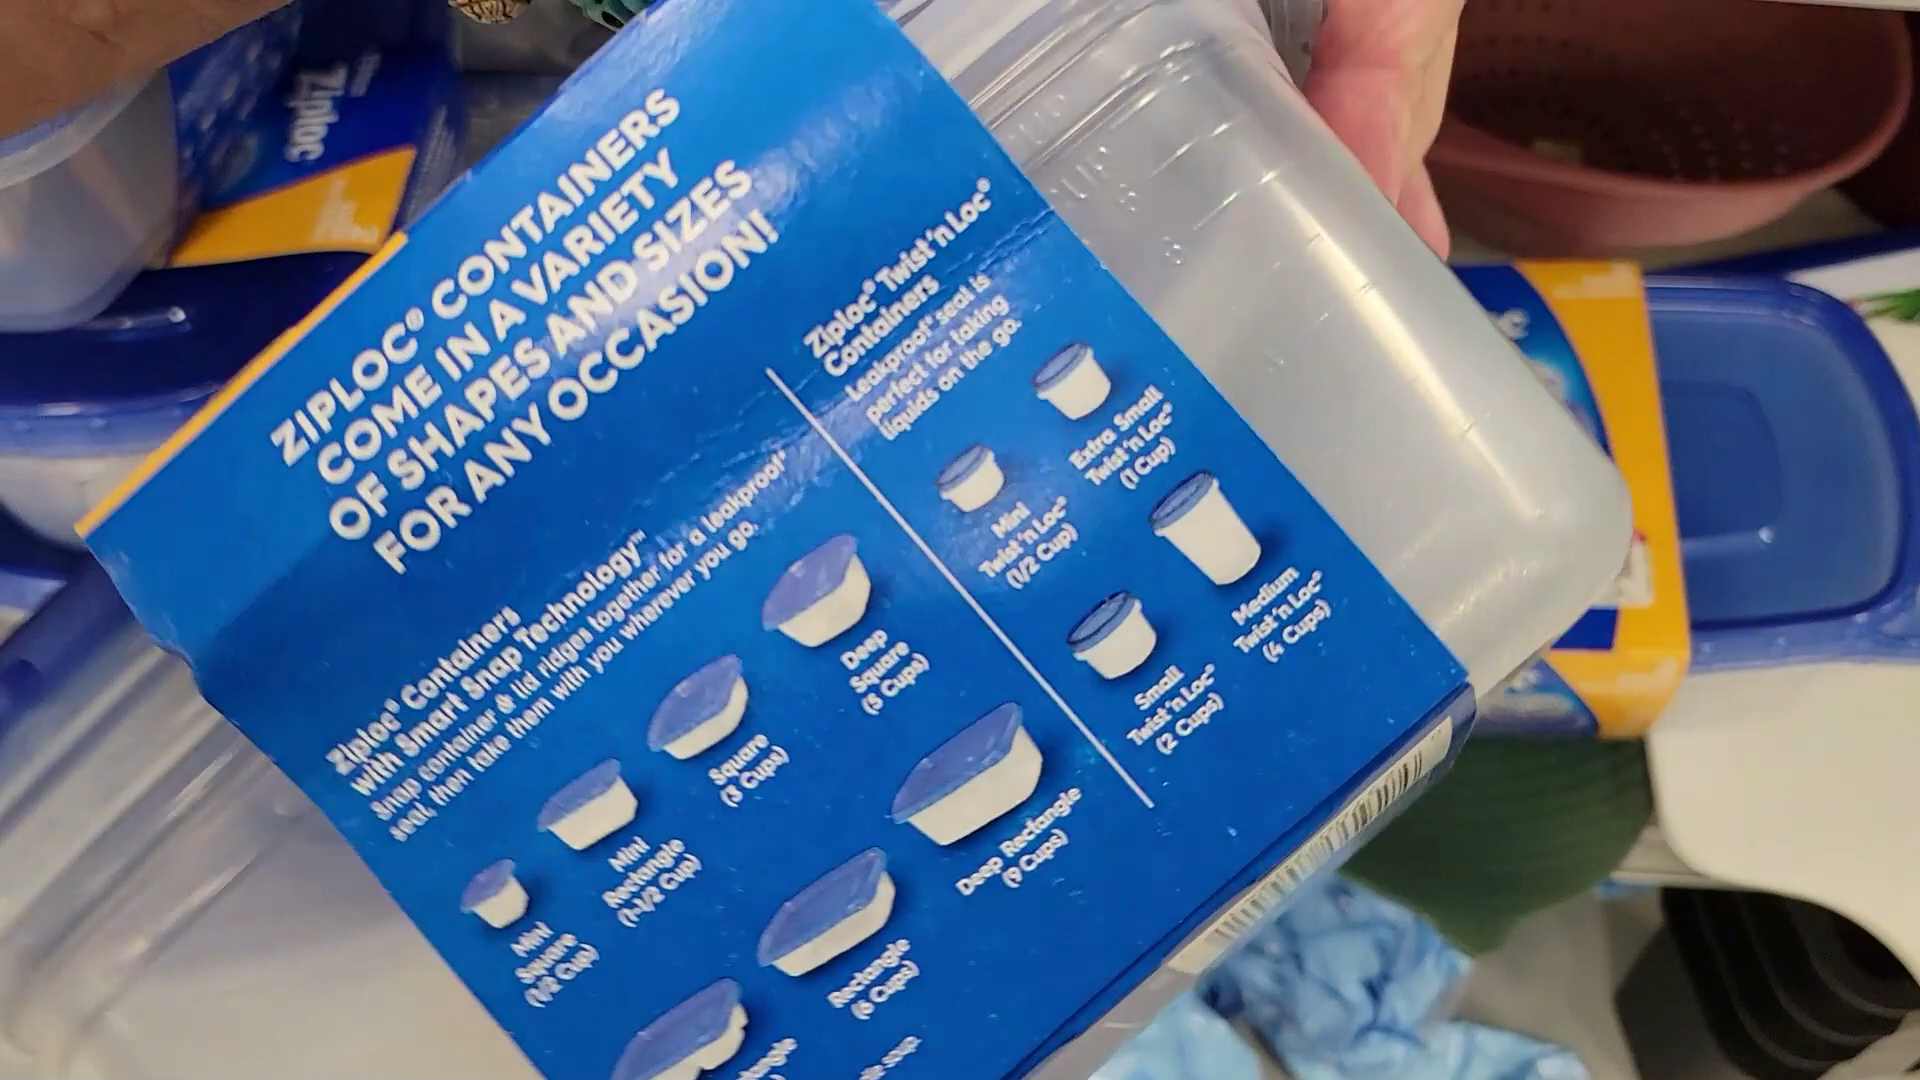 ZIPLOC® CONTAINERS
COME IN A VARIETY
OF SHAPES AND SIZES
FOR ANY OCCASION!
Ziploc® Containers
with Smart Snap Technology™
Snap container & lid ridges together for a leakproof*
seal, then take them with you wherever you go.
Mini
Square
(1/2 Cup)
Mini
Rectangle
(1-1/2 Cup)
Square
(3 Cups)
Deep
Square
(5 Cups)
Rectangle
(6 Cups)
Deep Rectangle
(9 Cups)
Ziploc® Twist 'n Loc®
Containers
Leakproof* seal is
perfect for taking
liquids on the go.
Mini
Twist 'n Loc®
(1/2 Cup)
Extra Small
Twist 'n Loc®
(1 Cup)
Small
Twist 'n Loc®
(2 Cups)
Medium
Twist 'n Loc®
(4 Cups)
Ziploc